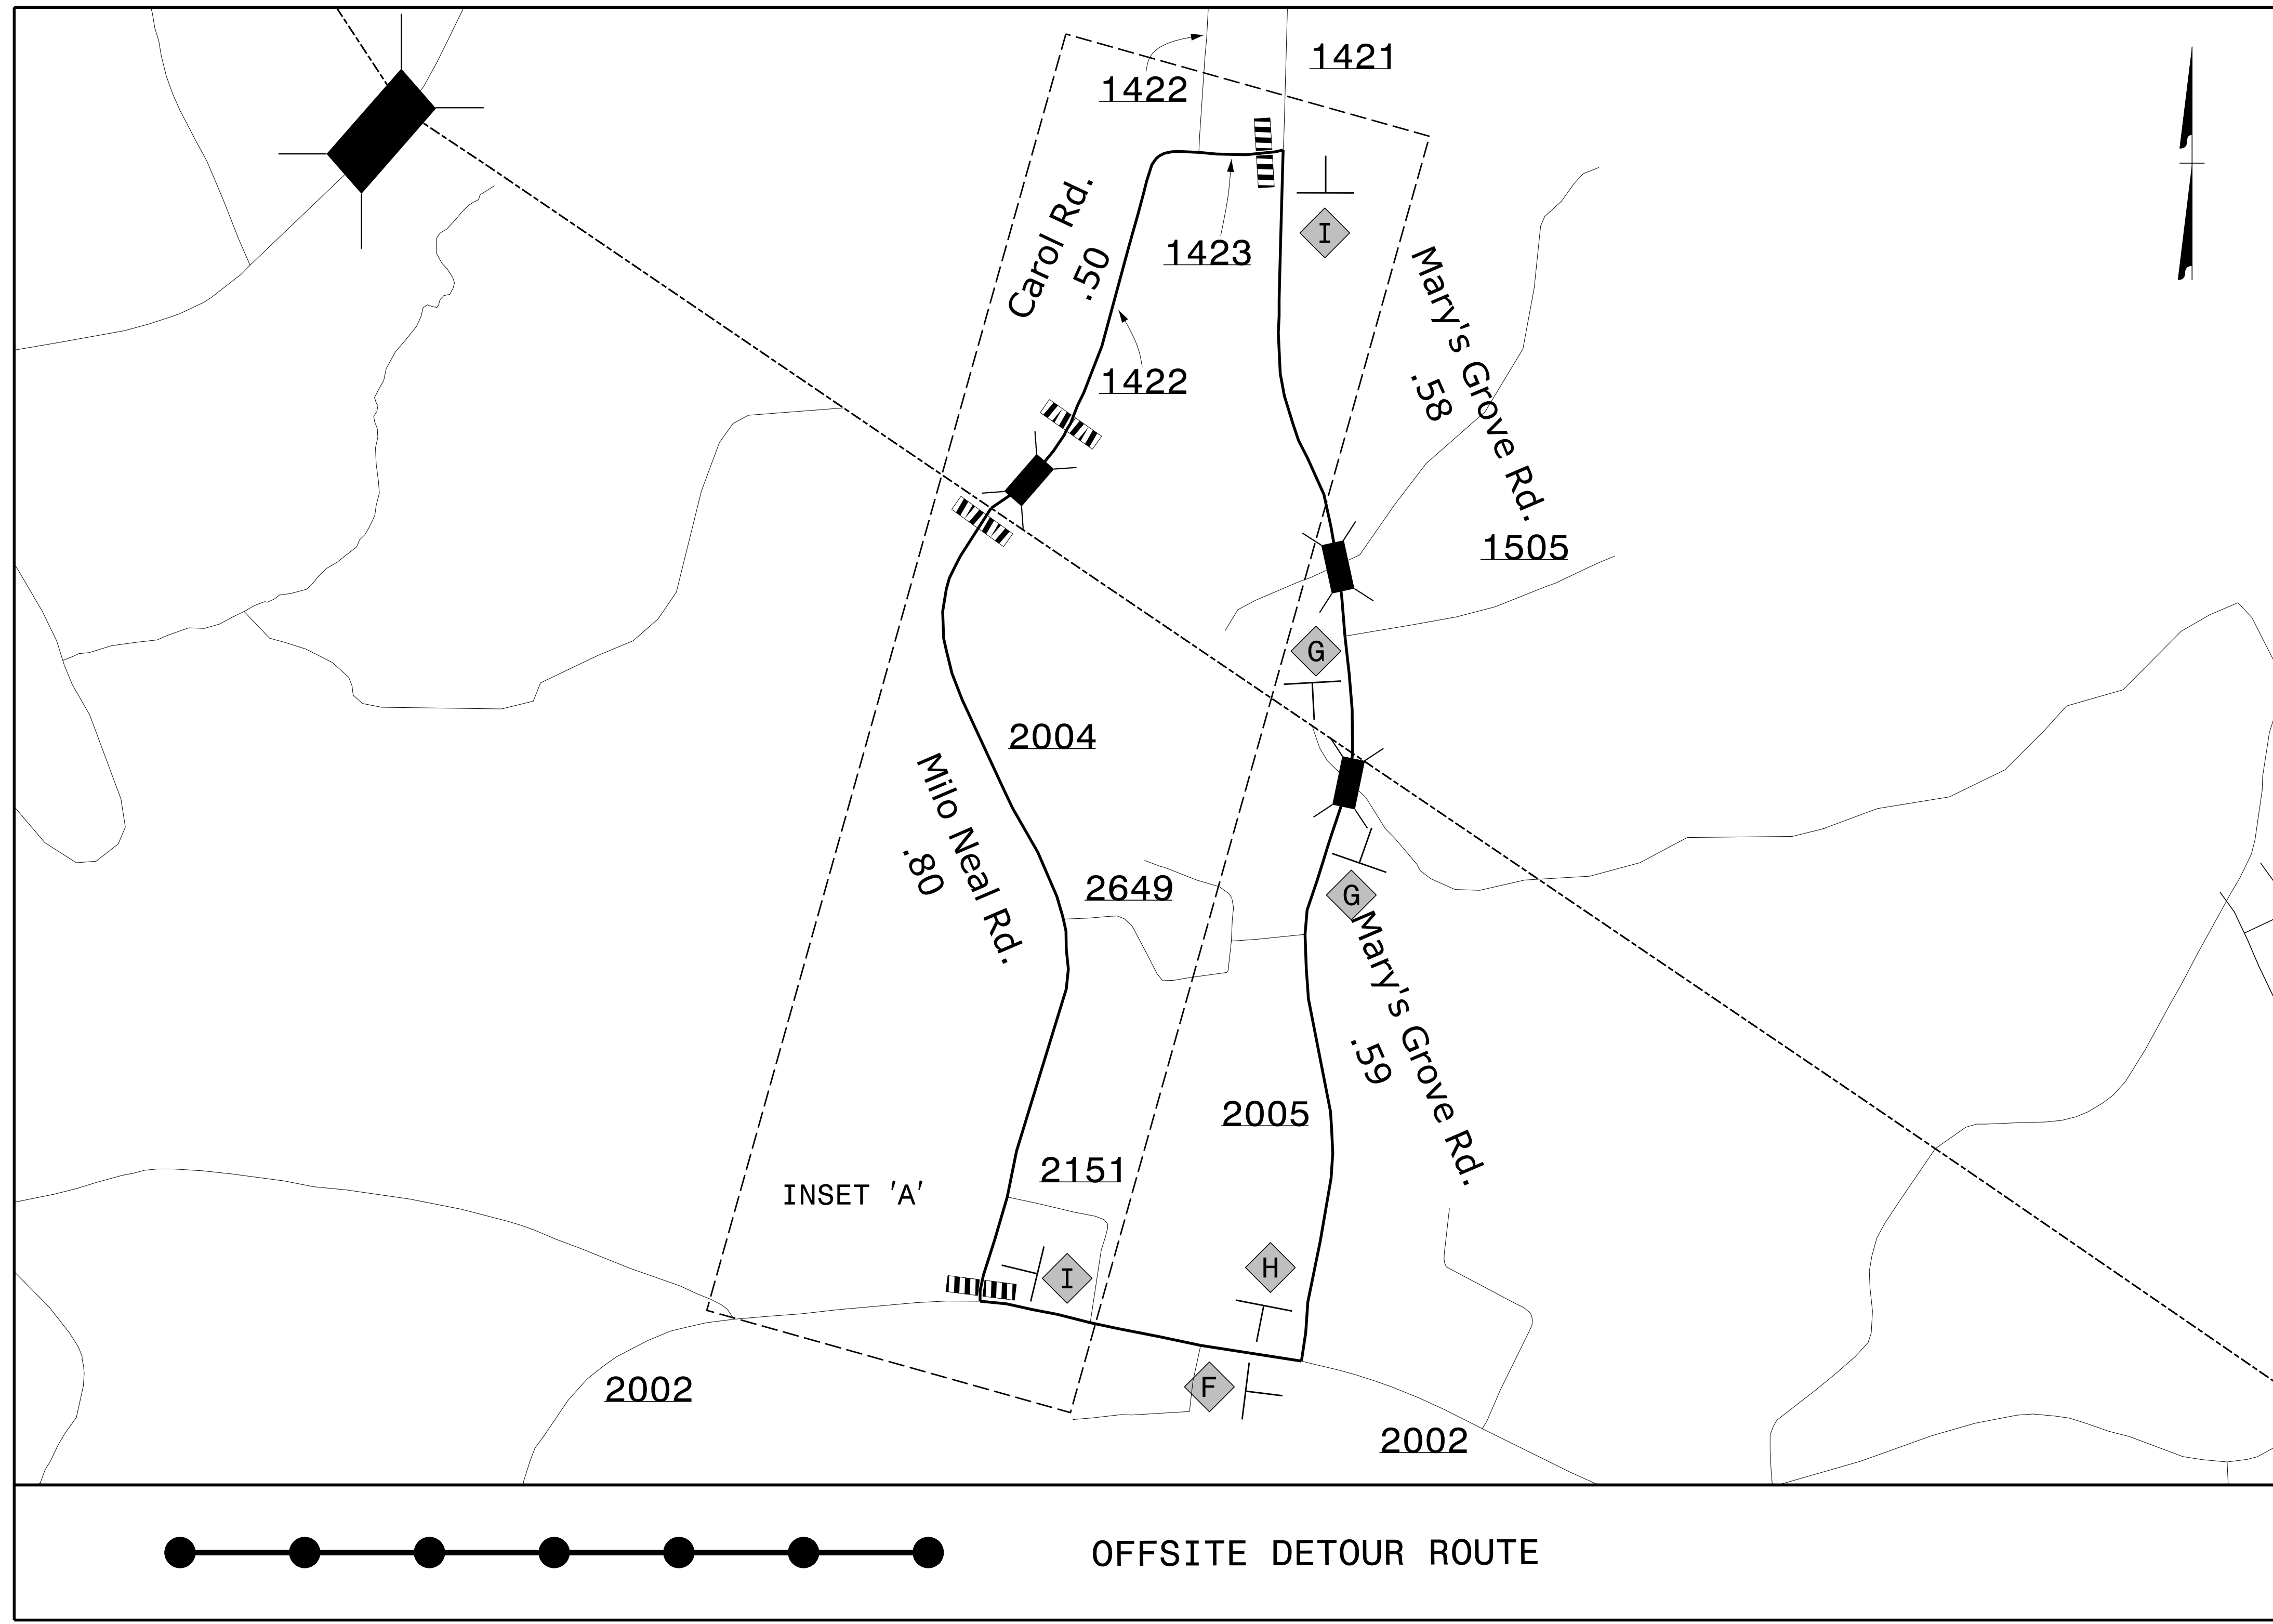 1421
1422
Carol Rd.
.50
1423
I
1422
Mary's Grove Rd.
.58
1505
G
2004
Milo Neal Rd.
.80
2649
G
Mary's Grove Rd.
.59
2005
2151
INSET 'A'
I
H
F
2002
2002
OFFSITE DETOUR ROUTE